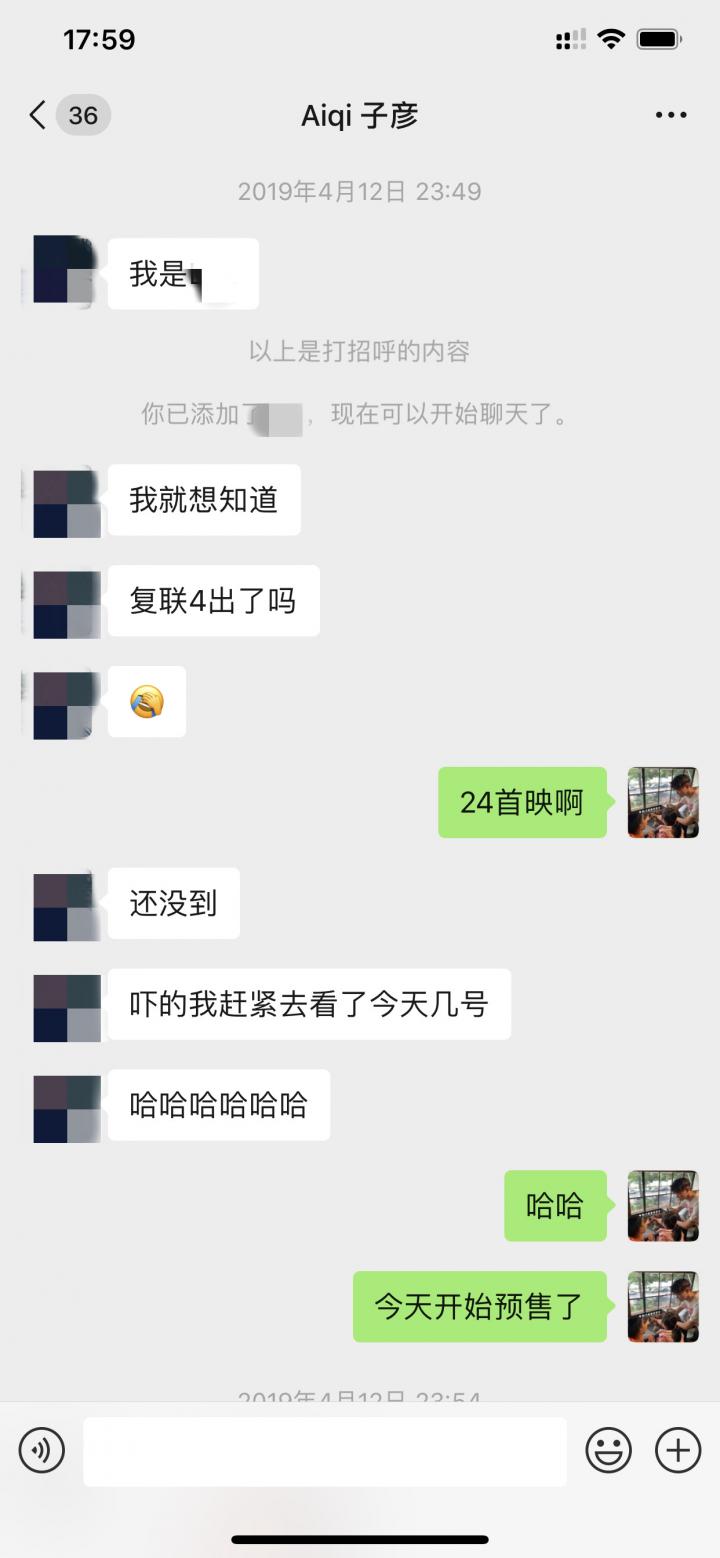 17:59
36
Aiqi 子彦
2019年4月12日 23:49
我是
以上是打招呼的内容
你已添加了，现在可以开始聊天了。
我就想知道
复联4出了吗
24首映啊
还没到
吓的我赶紧去看了今天几号
哈哈哈哈哈哈
哈哈
今天开始预售了
2019年4月12日 23:54